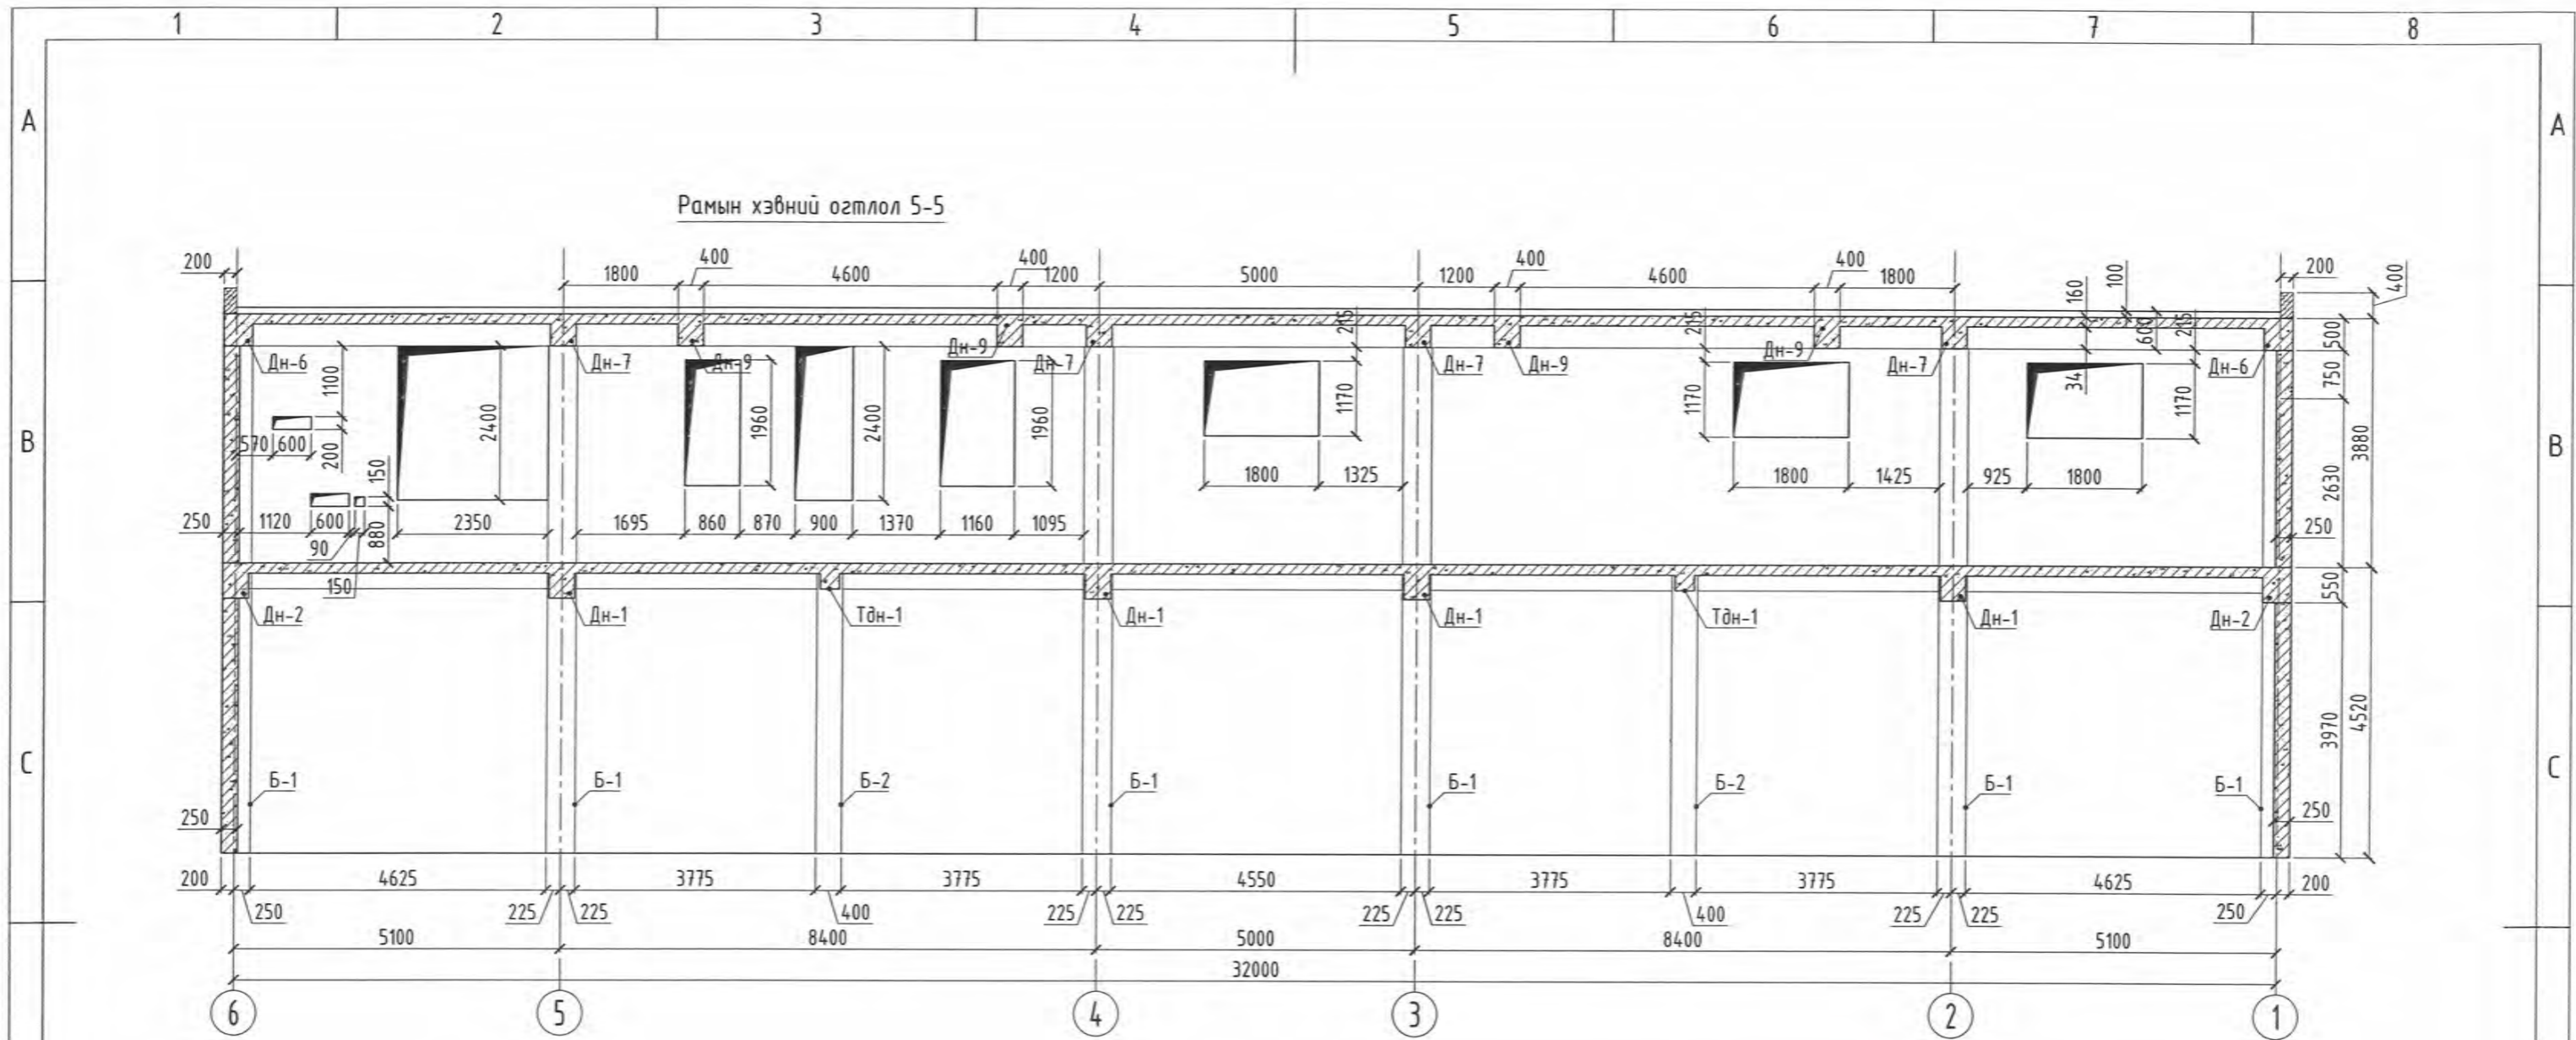 1 2 3 4 5 6 7 8
A A
Рамын хэвний огтлол 5-5
200 1800 400 4600 400 1200 5000 1200 400 4600 400 1800 160 100 200 400
215 215 600 215 500
Дн-6 Дн-7 Дн-9 Дн-9 Дн-7 Дн-7 Дн-9 Дн-9 Дн-7 Дн-6
1100 2400 1960 2400 1960 1170 1170 34 1170 750
B B
570 600 200 150 3880
1800 1325 1800 1425 925 1800 2630
250 1120 600 90 150 880 2350 1695 860 870 900 1370 1160 1095 250
550
Дн-2 Дн-1 Тдн-1 Дн-1 Дн-1 Тдн-1 Дн-1 Дн-2
3970 4520
C C
Б-1 Б-1 Б-2 Б-1 Б-1 Б-2 Б-1 Б-1
250 250
200 4625 3775 3775 4550 3775 3775 4625 200
250 225 225 400 225 225 225 225 400 225 225 250
5100 8400 5000 8400 5100
32000
6 5 4 3 2 1